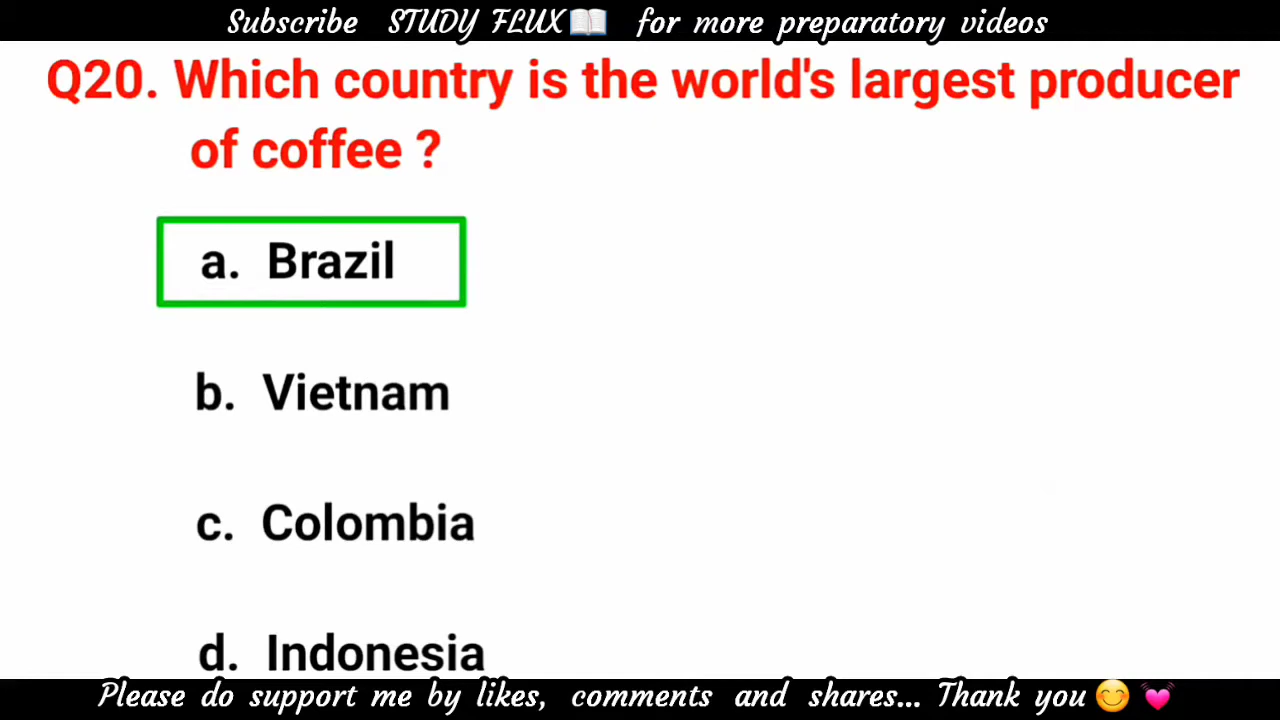 Subscribe STUDY FLUX📖 for more preparatory videos
Q20. Which country is the world's largest producer
of coffee ?
a. Brazil
b. Vietnam
c. Colombia
d. Indonesia
Please do support me by likes, comments and shares... Thank you😊💓